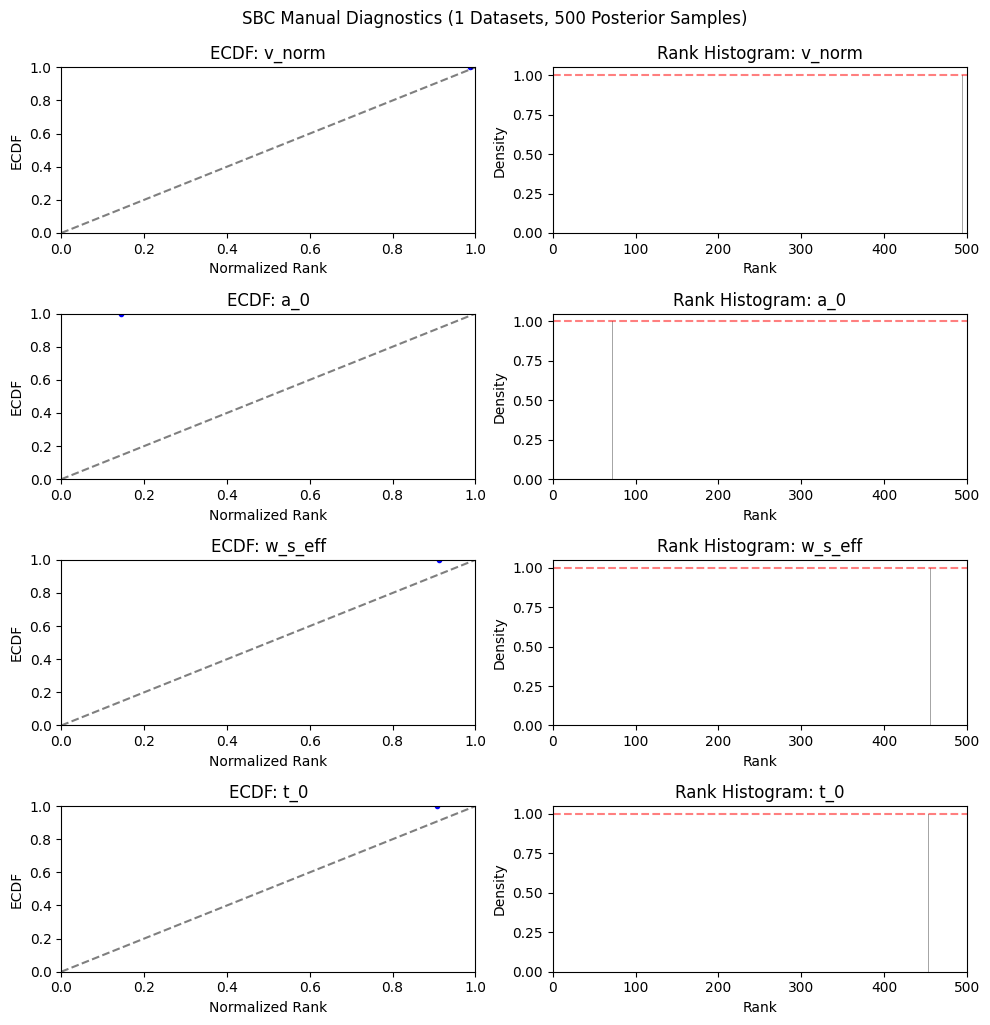 SBC Manual Diagnostics (1 Datasets, 500 Posterior Samples)
ECDF: v_norm
1.0
0.8
0.6
0.4
0.2
0.0
ECDF
0.0 0.2 0.4 0.6 0.8 1.0
Normalized Rank
Rank Histogram: v_norm
1.00
0.75
0.50
0.25
0.00
Density
0 100 200 300 400 500
Rank
ECDF: a_0
1.0
0.8
0.6
0.4
0.2
0.0
ECDF
0.0 0.2 0.4 0.6 0.8 1.0
Normalized Rank
Rank Histogram: a_0
1.00
0.75
0.50
0.25
0.00
Density
0 100 200 300 400 500
Rank
ECDF: w_s_eff
1.0
0.8
0.6
0.4
0.2
0.0
ECDF
0.0 0.2 0.4 0.6 0.8 1.0
Normalized Rank
Rank Histogram: w_s_eff
1.00
0.75
0.50
0.25
0.00
Density
0 100 200 300 400 500
Rank
ECDF: t_0
1.0
0.8
0.6
0.4
0.2
0.0
ECDF
0.0 0.2 0.4 0.6 0.8 1.0
Normalized Rank
Rank Histogram: t_0
1.00
0.75
0.50
0.25
0.00
Density
0 100 200 300 400 500
Rank